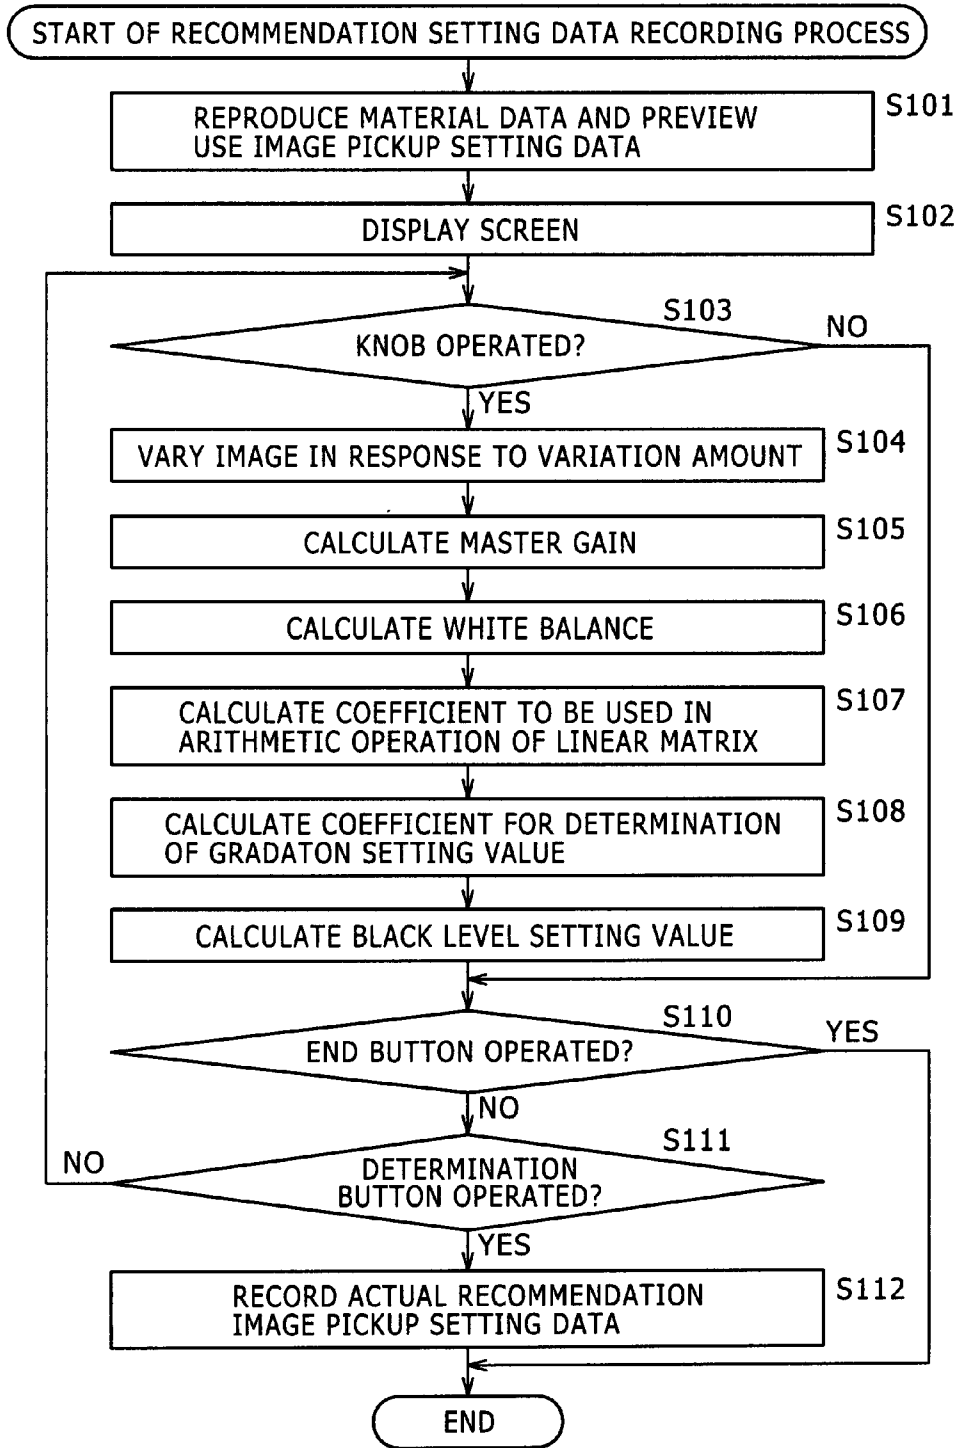 START OF RECOMMENDATION SETTING DATA RECORDING PROCESS
S101
REPRODUCE MATERIAL DATA AND PREVIEW
USE IMAGE PICKUP SETTING DATA
S102
DISPLAY SCREEN
S103
KNOB OPERATED?
NO
YES
S104
VARY IMAGE IN RESPONSE TO VARIATION AMOUNT
S105
CALCULATE MASTER GAIN
S106
CALCULATE WHITE BALANCE
S107
CALCULATE COEFFICIENT TO BE USED IN
ARITHMETIC OPERATION OF LINEAR MATRIX
S108
CALCULATE COEFFICIENT FOR DETERMINATION
OF GRADATON SETTING VALUE
S109
CALCULATE BLACK LEVEL SETTING VALUE
S110
END BUTTON OPERATED?
YES
NO
S111
NO
DETERMINATION
BUTTON OPERATED?
YES
S112
RECORD ACTUAL RECOMMENDATION
IMAGE PICKUP SETTING DATA
END